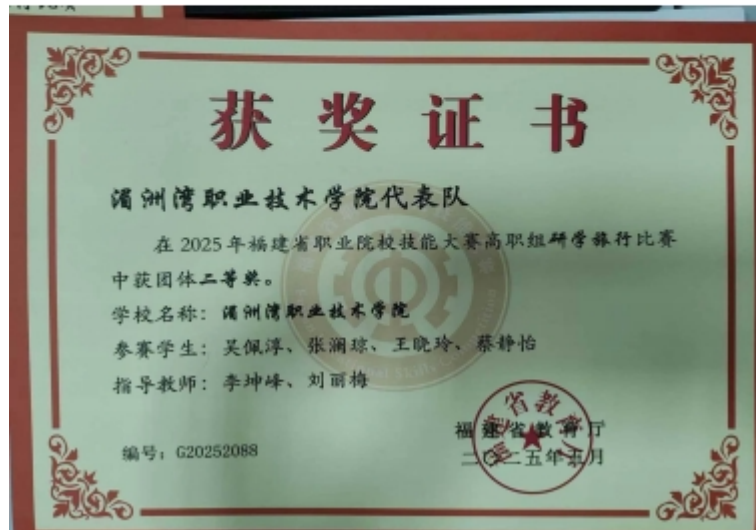 获奖证书
湄洲湾职业技术学院代表队
在2025年福建省职业院校技能大赛高职组研学旅行比赛
中获团体二等奖。
学校名称：湄洲湾职业技术学院
参赛学生：吴佩淳、张澜琼、王晓玲、蔡静怡
指导教师：李坤峰、刘丽梅
福建省教育厅
编号：G20252088